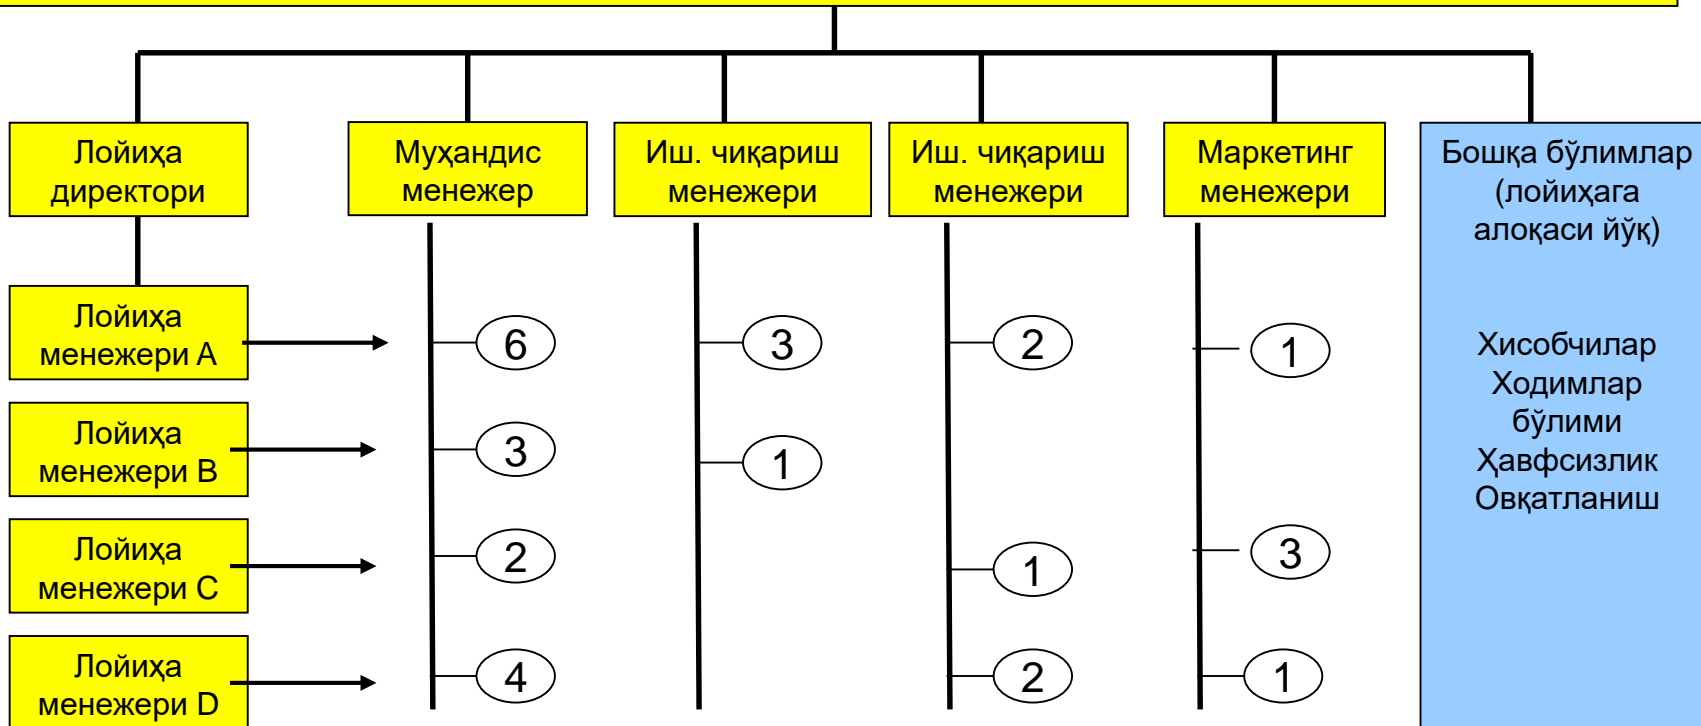 Лойиҳа
директори
Муҳандис
менежер
Иш. чиқариш
менежери
Иш. чиқариш
менежери
Маркетинг
менежери
Бошқа бўлимлар
(лойиҳага
алоқаси йўқ)
Хисобчилар
Ходимлар
бўлими
Ҳавфсизлик
Овқатланиш
Лойиҳа
менежери A
6
3
2
1
Лойиҳа
менежери B
3
1
Лойиҳа
менежери C
2
1
3
Лойиҳа
менежери D
4
2
1